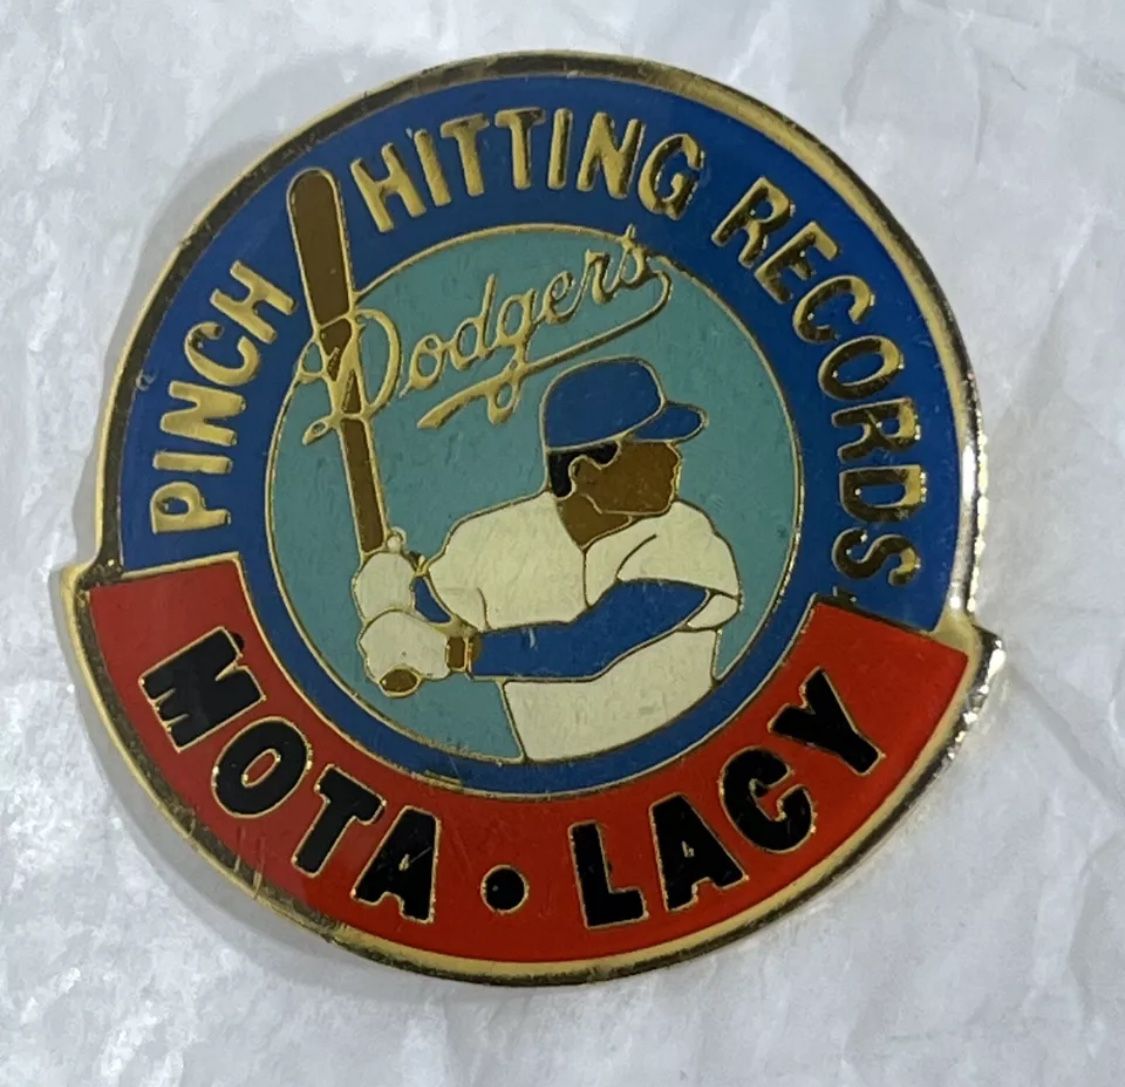 PINCH HITTING RECORDS
Dodgers
MOTA • LACY